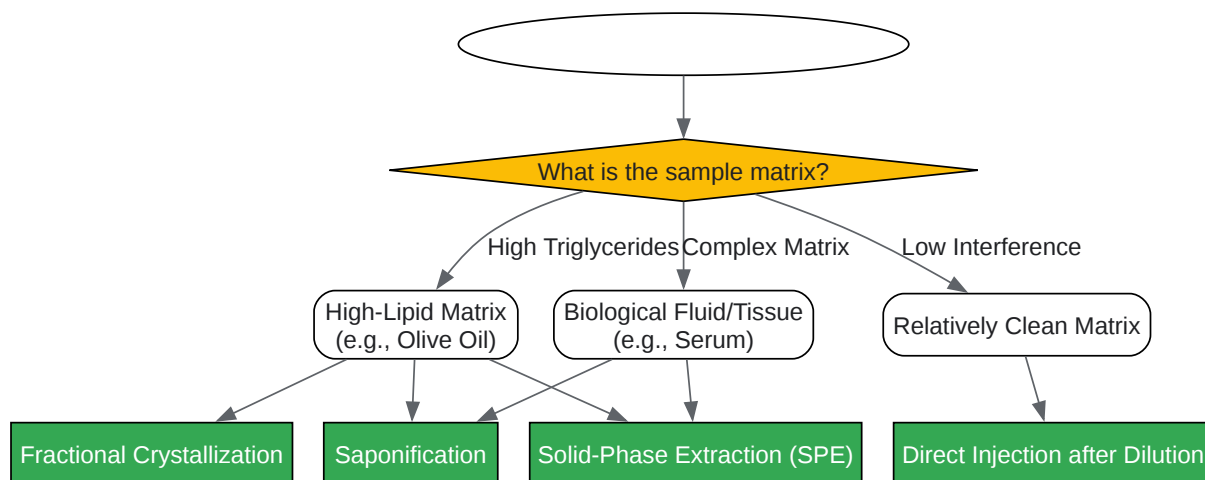 What is the sample matrix?
High Triglycerides
Complex Matrix
Low Interference
High-Lipid Matrix
(e.g., Olive Oil)
Biological Fluid/Tissue
(e.g., Serum)
Relatively Clean Matrix
Fractional Crystallization
Saponification
Solid-Phase Extraction (SPE)
Direct Injection after Dilution